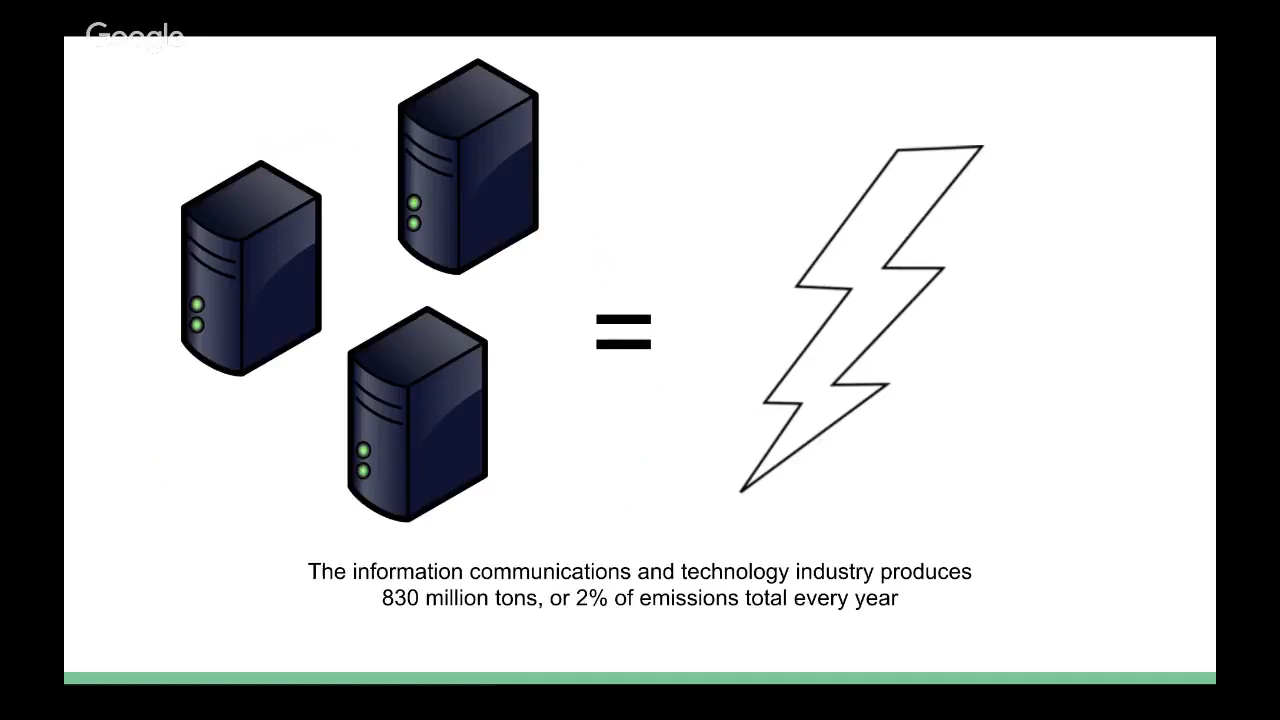 Google
The information communications and technology industry produces
830 million tons, or 2% of emissions total every year